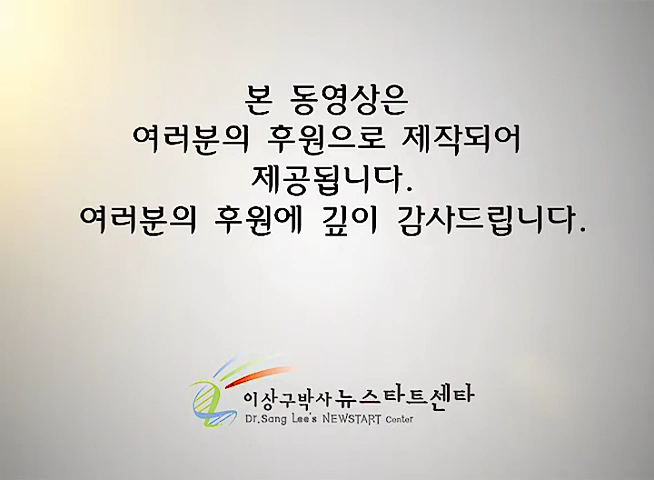 본 동영상은
여러분의 후원으로 제작되어
제공됩니다.
여러분의 후원에 깊이 감사드립니다.
이상구박사 뉴스타트센타
Dr.Sang Lee's NEWSTART Center